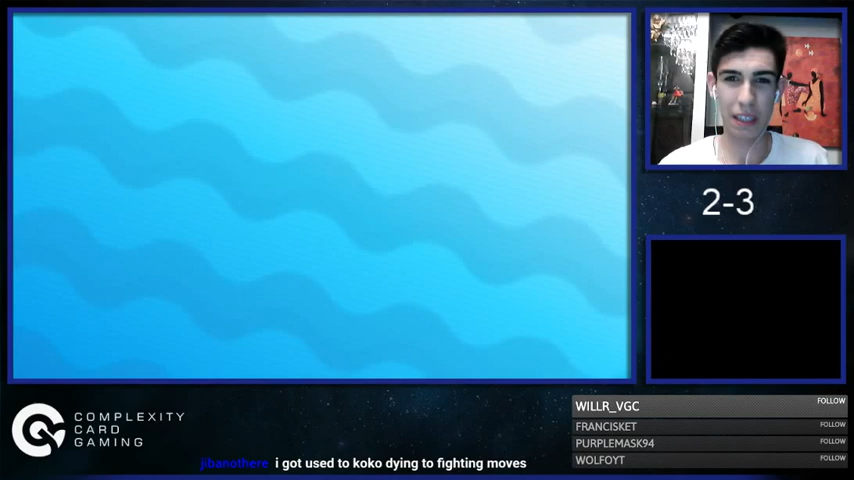 2-3
COMPLEXITY
CARD
GAMING
WILLR_VGC FOLLOW
FRANCISKET FOLLOW
PURPLEMASK94 FOLLOW
WOLFOYT FOLLOW
jibanothere i got used to koko dying to fighting moves